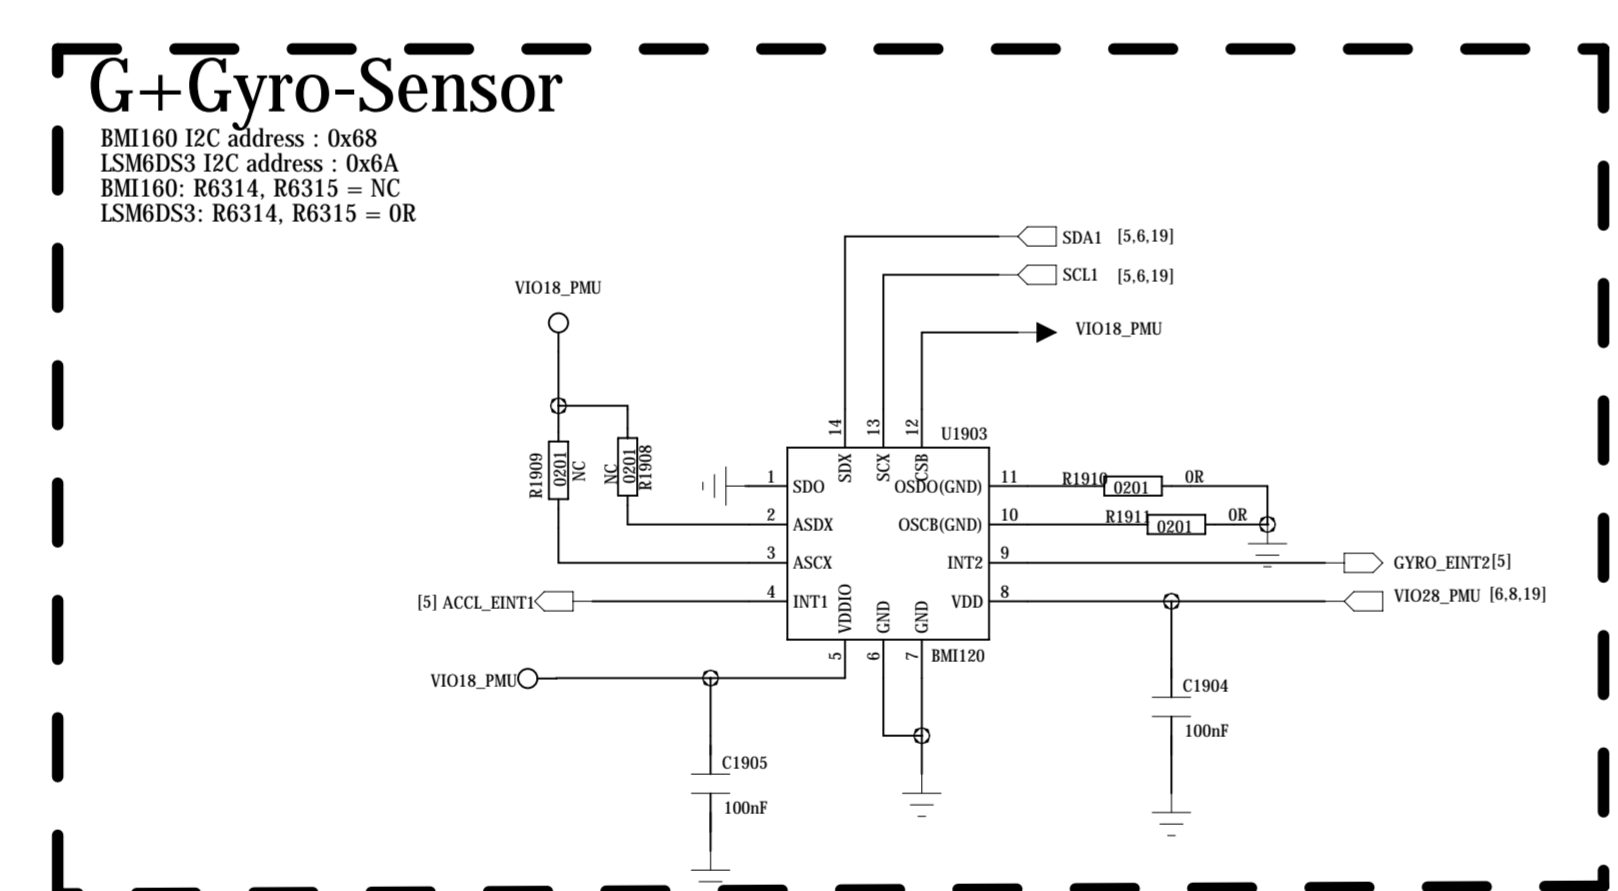 G+Gyro-Sensor
BMI160 I2C address : 0x68
LSM6DS3 I2C address : 0x6A
BMI160: R6314, R6315 = NC
LSM6DS3: R6314, R6315 = 0R
SDA1 [5,6,19]
SCL1 [5,6,19]
VIO18_PMU
VIO18_PMU
R1909
0201
NC
NC
0201
R1908
14
13
12
U1903
SDX
SCX
CSB
1
SDO
2
ASDX
3
ASCX
4
INT1
[5] ACCL_EINT1
OSDO(GND)
11
R1910
0201
0R
OSCB(GND)
10
R1911
0201
0R
INT2
9
GYRO_EINT2[5]
VDD
8
VIO28_PMU [6,8,19]
VDDIO
GND
GND
5
6
7
BMI120
VIO18_PMU
C1904
100nF
C1905
100nF